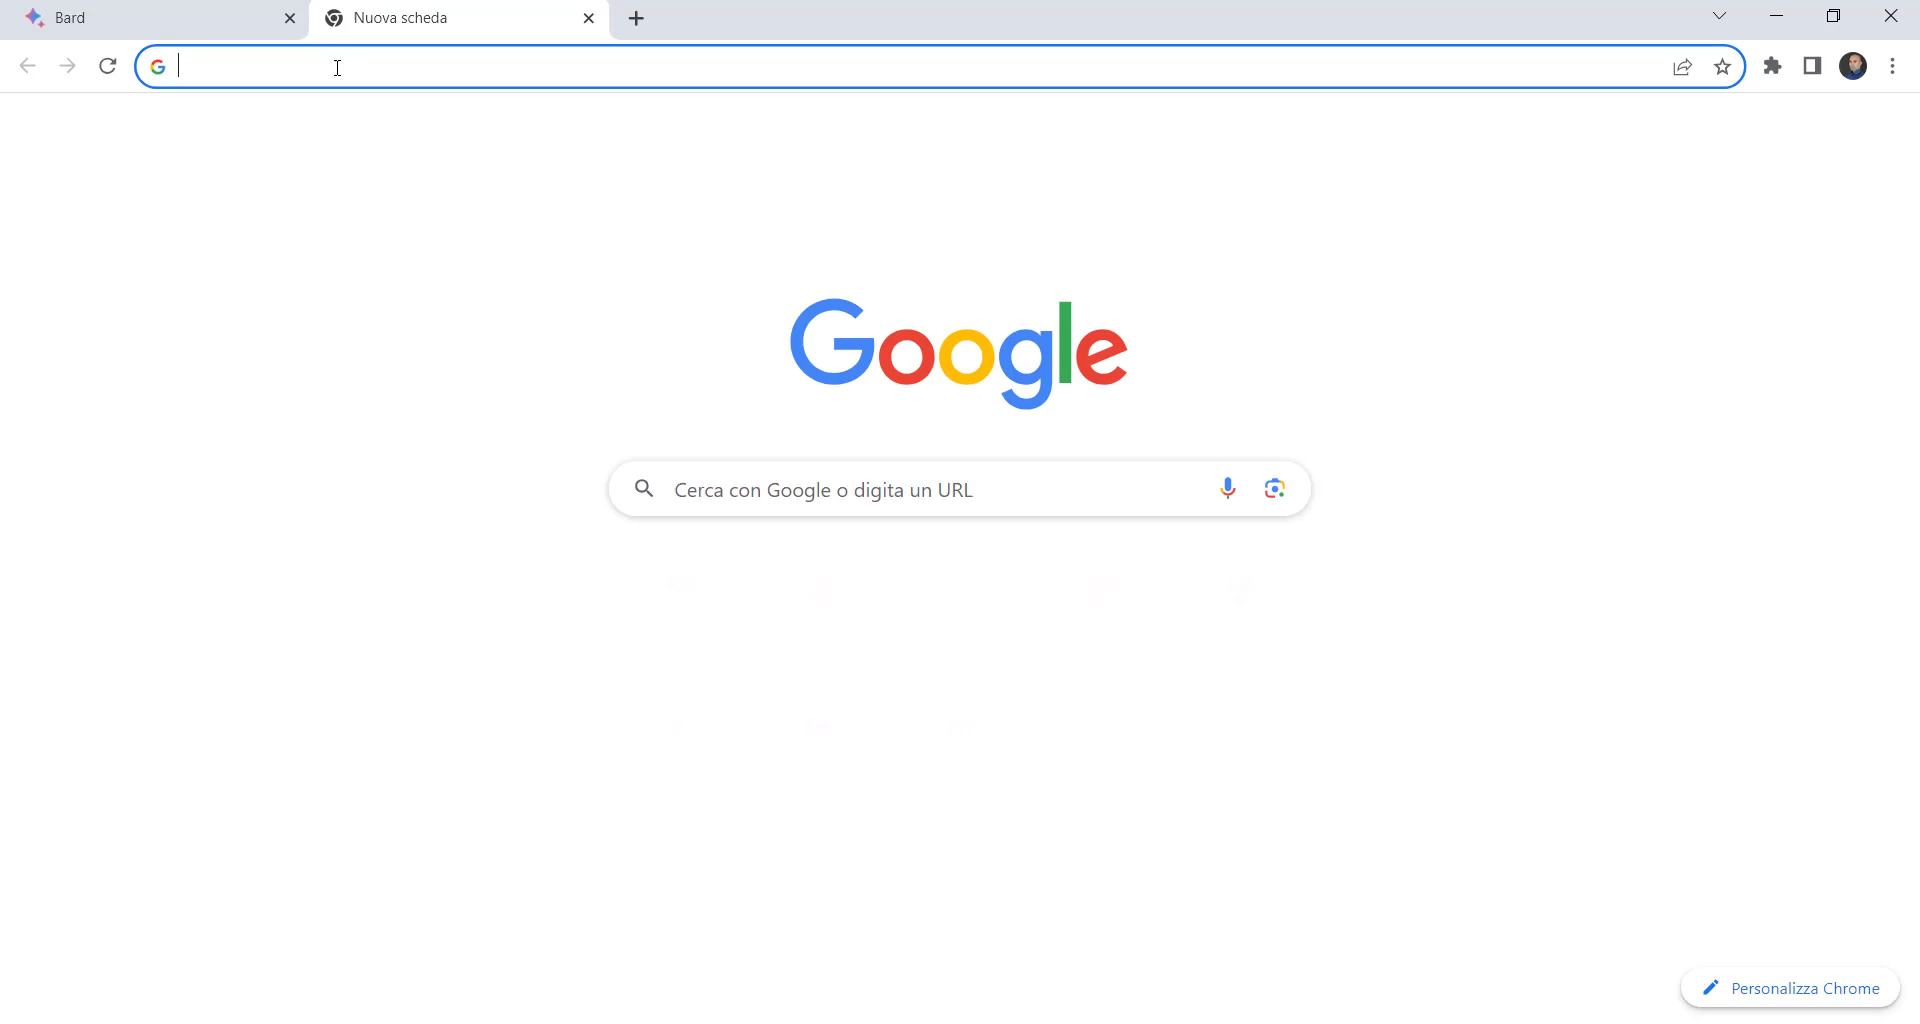 Bard
Nuova scheda
Google
Cerca con Google o digita un URL
Personalizza Chrome